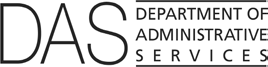 DAS
DEPARTMENT OF
ADMINISTRATIVE
SERVICES